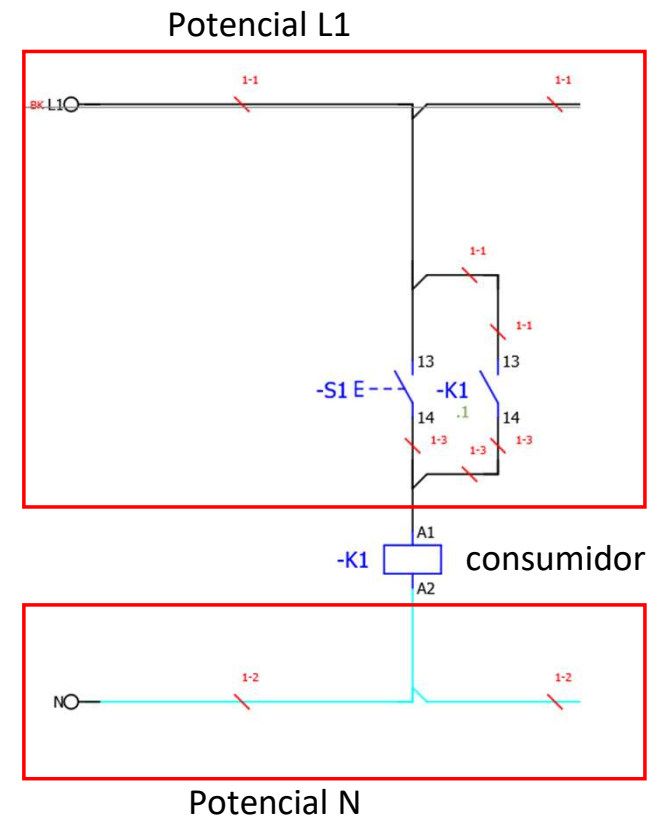 Potencial L1
1-1 1-1
BK L1
1-1
1-1
13 13
-S1 E -K1
.1
14 14
1-3 1-3 1-3
A1
-K1 consumidor
A2
1-2 1-2
N
Potencial N